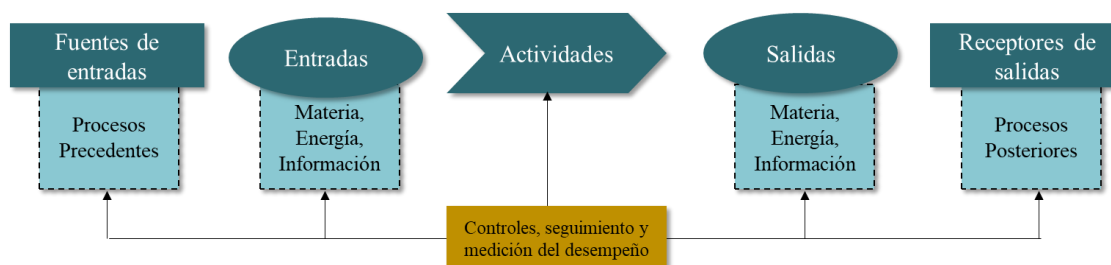 Fuentes de
entradas
Procesos
Precedentes
Entradas
Materia,
Energía,
Información
Actividades
Salidas
Materia,
Energía,
Información
Receptores de
salidas
Procesos
Posteriores
Controles, seguimiento y
medición del desempeño